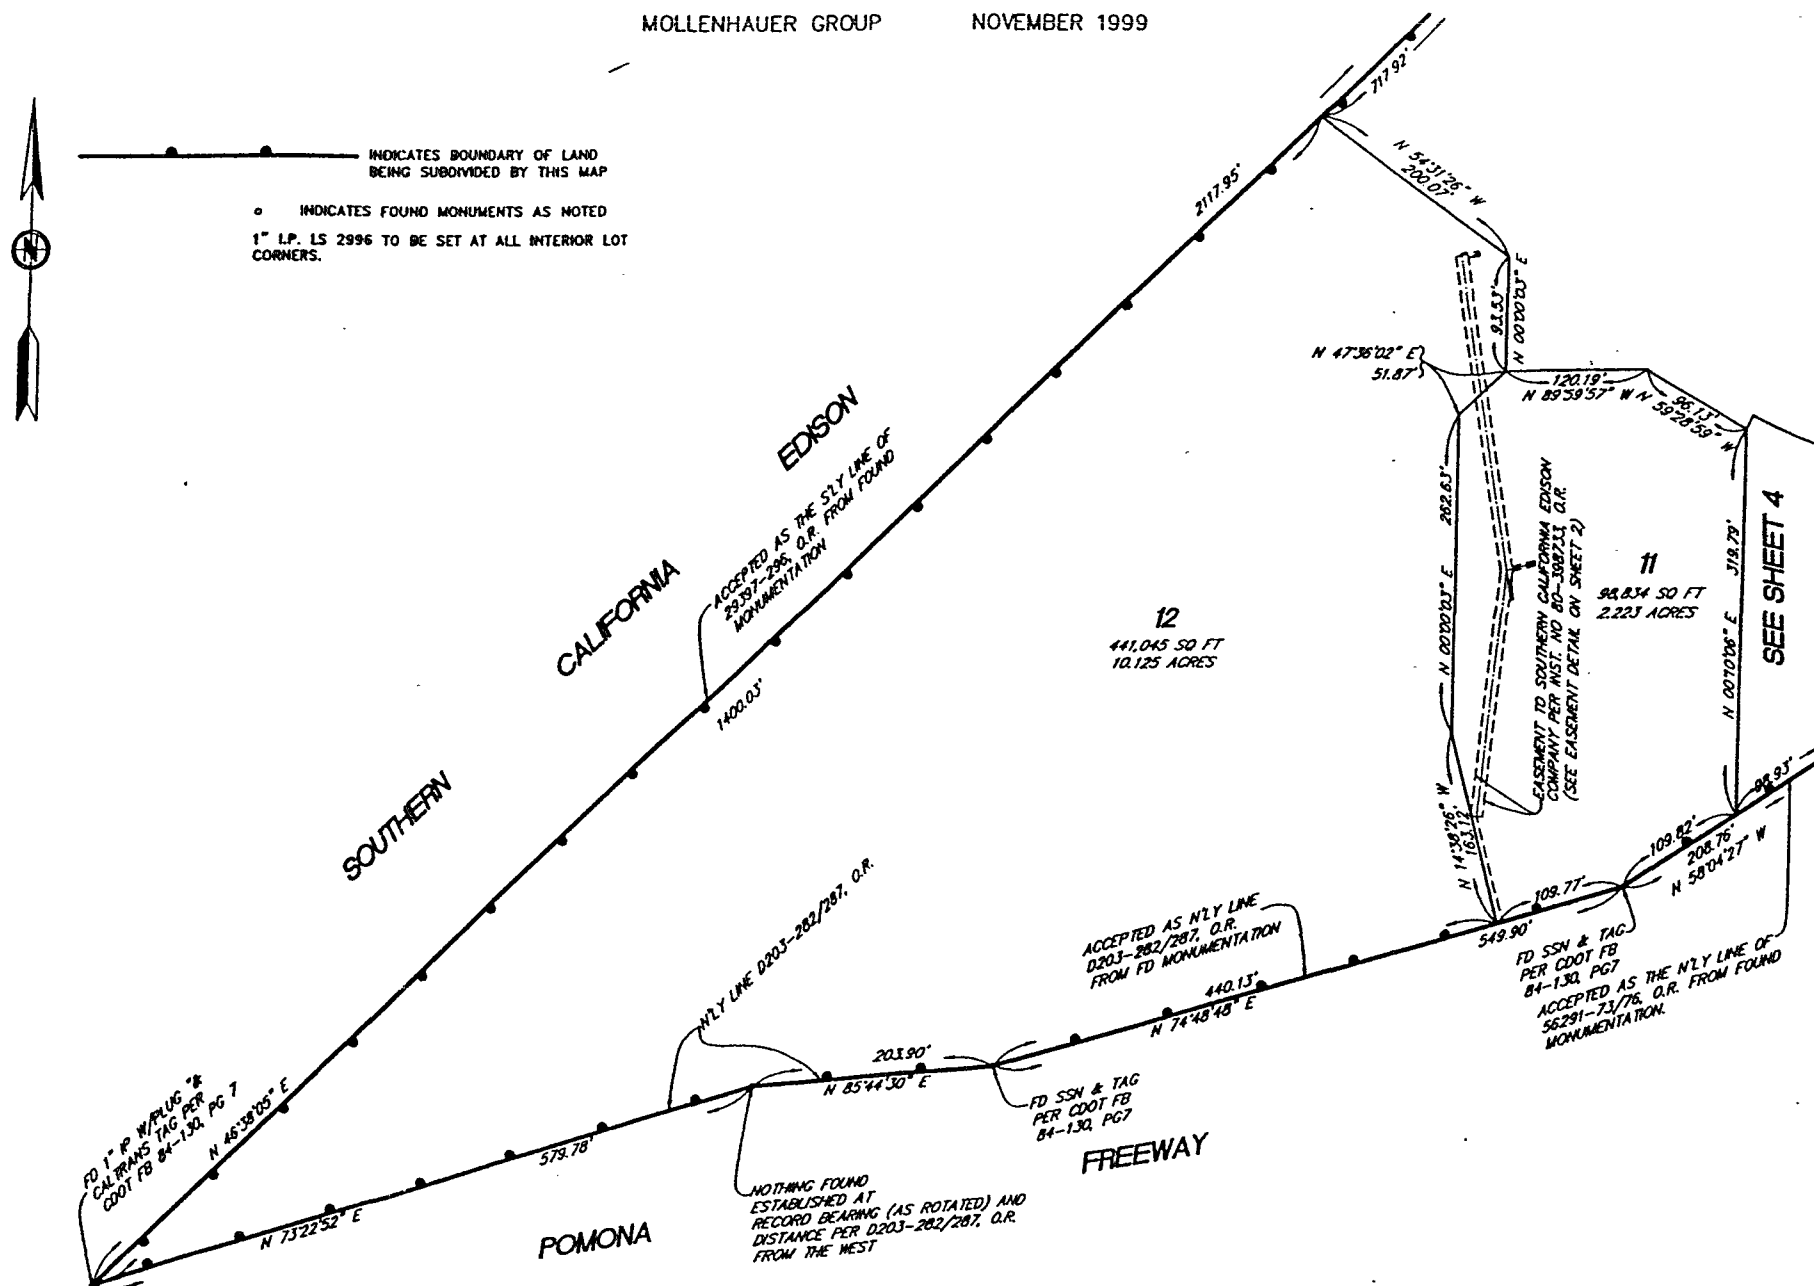 MOLLENHAUER GROUP NOVEMBER 1999
N
INDICATES BOUNDARY OF LAND
BEING SUBDIVIDED BY THIS MAP
INDICATES FOUND MONUMENTS AS NOTED
1" I.P. LS 2996 TO BE SET AT ALL INTERIOR LOT
CORNERS.
717.92'
2117.95'
N 54°31'26" W
200.07'
93.53'
N 00°00'03" E
N 47°36'02" E
51.87'
120.19'
N 89°59'57" W
96.13'
N 59°28'59" W
SOUTHERN
CALIFORNIA
EDISON
ACCEPTED AS THE S'LY LINE OF
29397-296, O.R. FROM FOUND
MONUMENTATION
1400.03'
262.63'
N 00°00'03" E
EASEMENT TO SOUTHERN CALIFORNIA EDISON
COMPANY PER INST. NO 80-398733, O.R.
(SEE EASEMENT DETAIL ON SHEET 2)
12
441,045 SQ FT
10.125 ACRES
11
98,834 SQ FT
2.223 ACRES
319.79'
N 00°10'06" E
SEE SHEET 4
N 14°38'26" W
163.12'
98.93'
109.82'
208.76'
N 58°04'27" W
109.77'
549.90'
FD SSN & TAG
PER CDOT FB
84-130, PG7
ACCEPTED AS THE N'LY LINE OF
56291-73/76, O.R. FROM FOUND
MONUMENTATION.
ACCEPTED AS N'LY LINE
D203-282/287, O.R.
FROM FD MONUMENTATION
440.13'
N 74°48'48" E
N'LY LINE D203-282/287, O.R.
203.90'
N 85°44'30" E
FD SSN & TAG
PER CDOT FB
84-130, PG7
FD 1" IP W/PLUG "&
CALTRANS TAG PER
CDOT FB 84-130, PG 7
N 46°38'05" E
579.78'
N 73°22'52" E
NOTHING FOUND
ESTABLISHED AT
RECORD BEARING (AS ROTATED) AND
DISTANCE PER D203-282/287, O.R.
FROM THE WEST
POMONA
FREEWAY